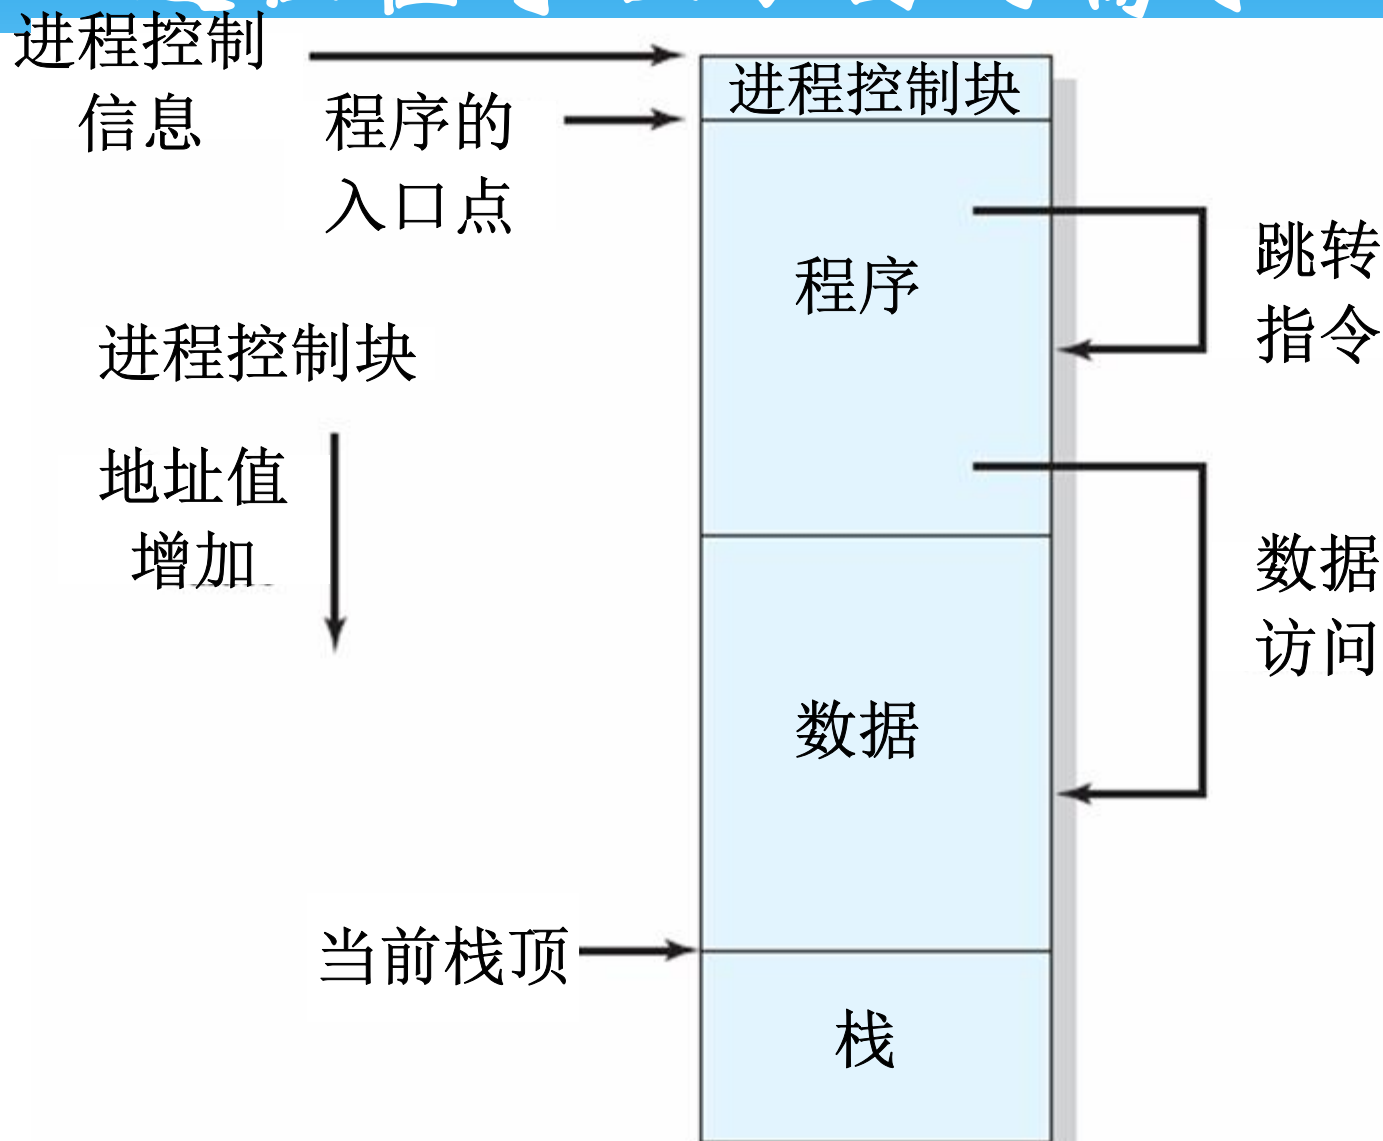 进程控制
信息
程序的
入口点
进程控制块
程序
跳转
指令
进程控制块
地址值
增加
数据
访问
数据
当前栈顶
栈